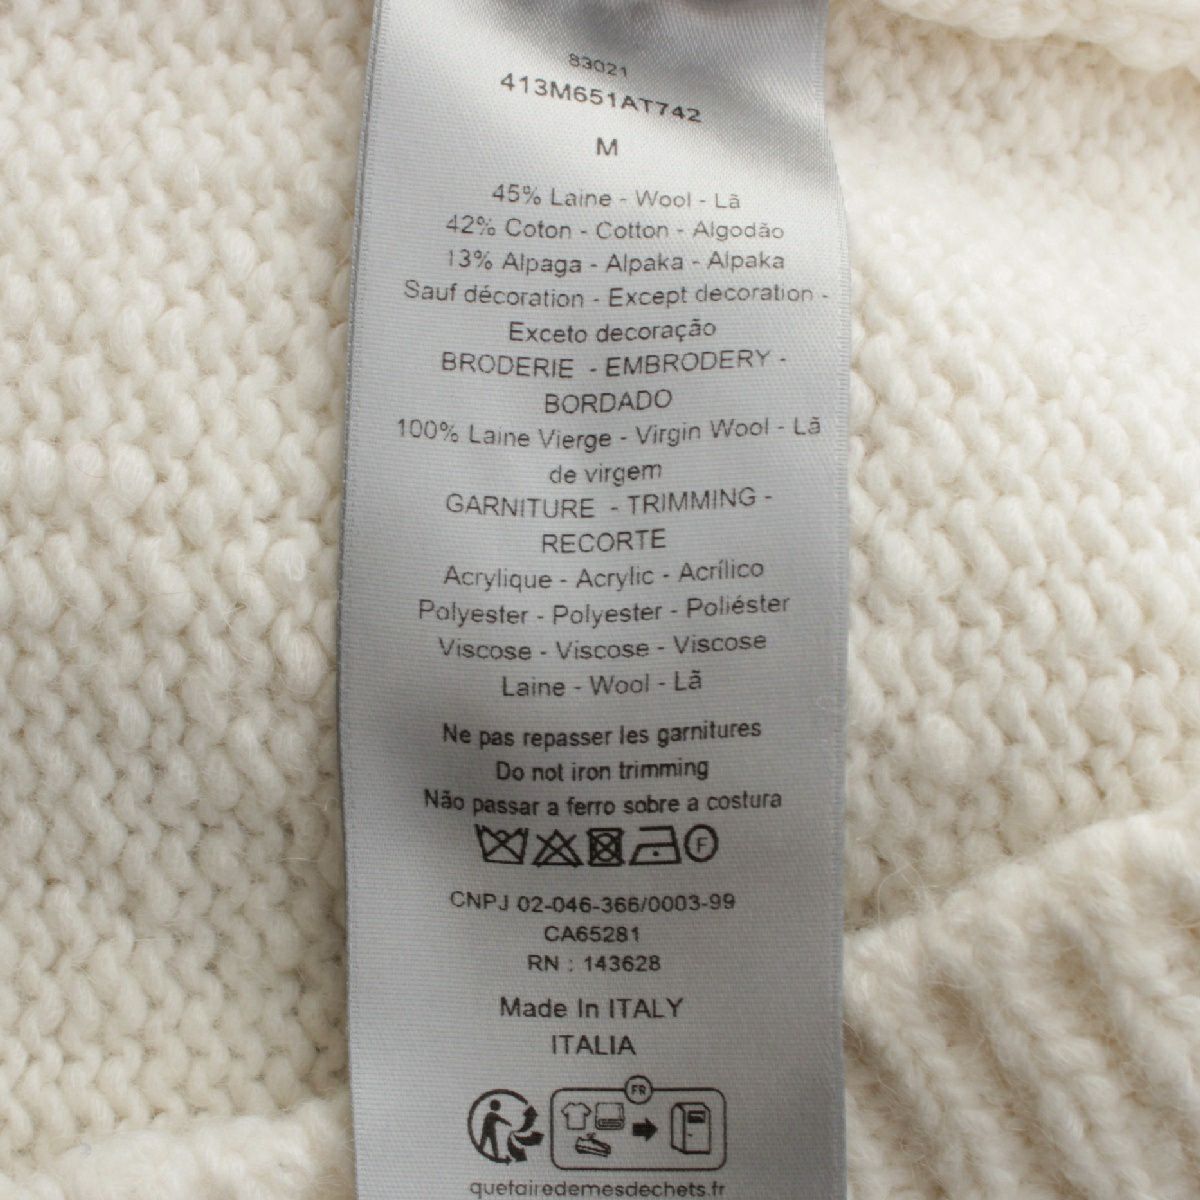 83021
413M651AT742
M
45% Laine - Wool - Lã
42% Coton - Cotton - Algodão
13% Alpaga - Alpaka - Alpaka
Sauf décoration - Except decoration -
Exceto decoração
BRODERIE - EMBRODERY -
BORDADO
100% Laine Vierge - Virgin Wool - Lã
de virgem
GARNITURE - TRIMMING -
RECORTE
Acrylique - Acrylic - Acrílico
Polyester - Polyester - Poliéster
Viscose - Viscose - Viscose
Laine - Wool - Lã
Ne pas repasser les garnitures
Do not iron trimming
Não passar a ferro sobre a costura
F
CNPJ 02-046-366/0003-99
CA65281
RN : 143628
Made In ITALY
ITALIA
FR
quefairedemesdechets.fr